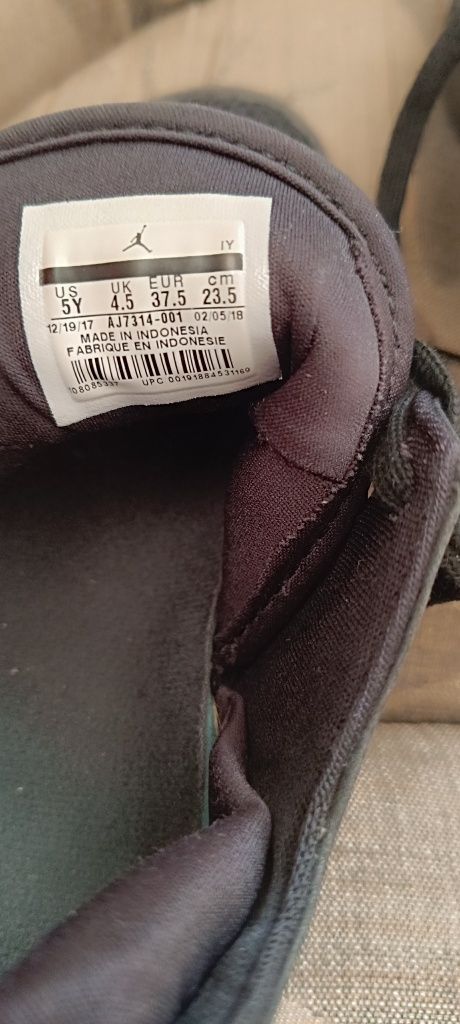 IY
US UK EUR cm
5Y 4.5 37.5 23.5
12/19/17 AJ7314-001 02/05/18
MADE IN INDONESIA
FABRIQUE EN INDONESIE
UPC 00191884531169